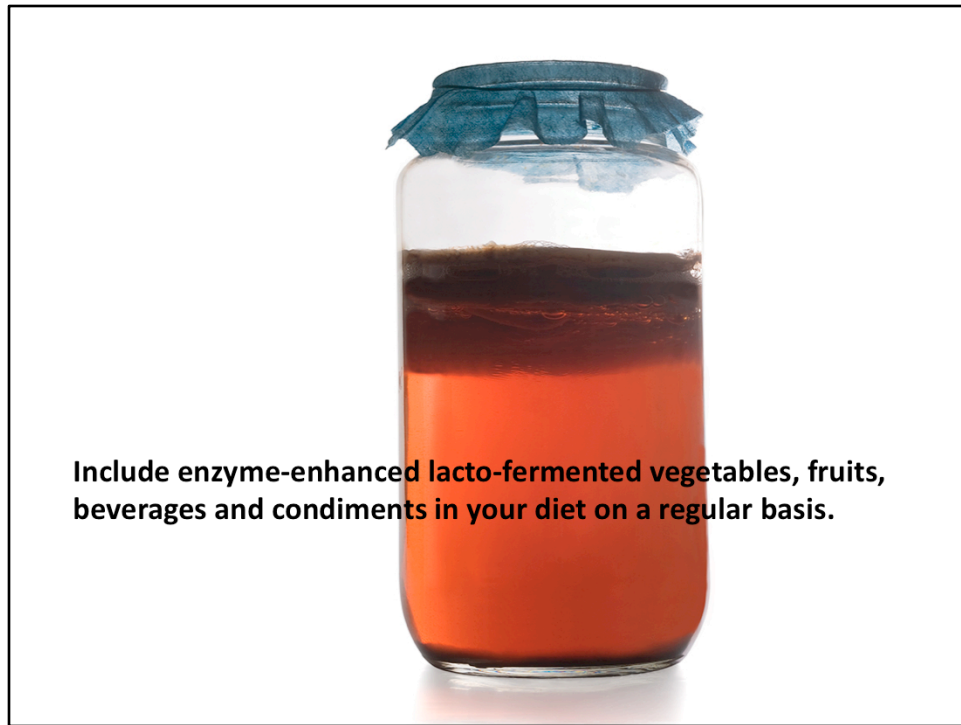 Include enzyme-enhanced lacto-fermented vegetables, fruits,
beverages and condiments in your diet on a regular basis.